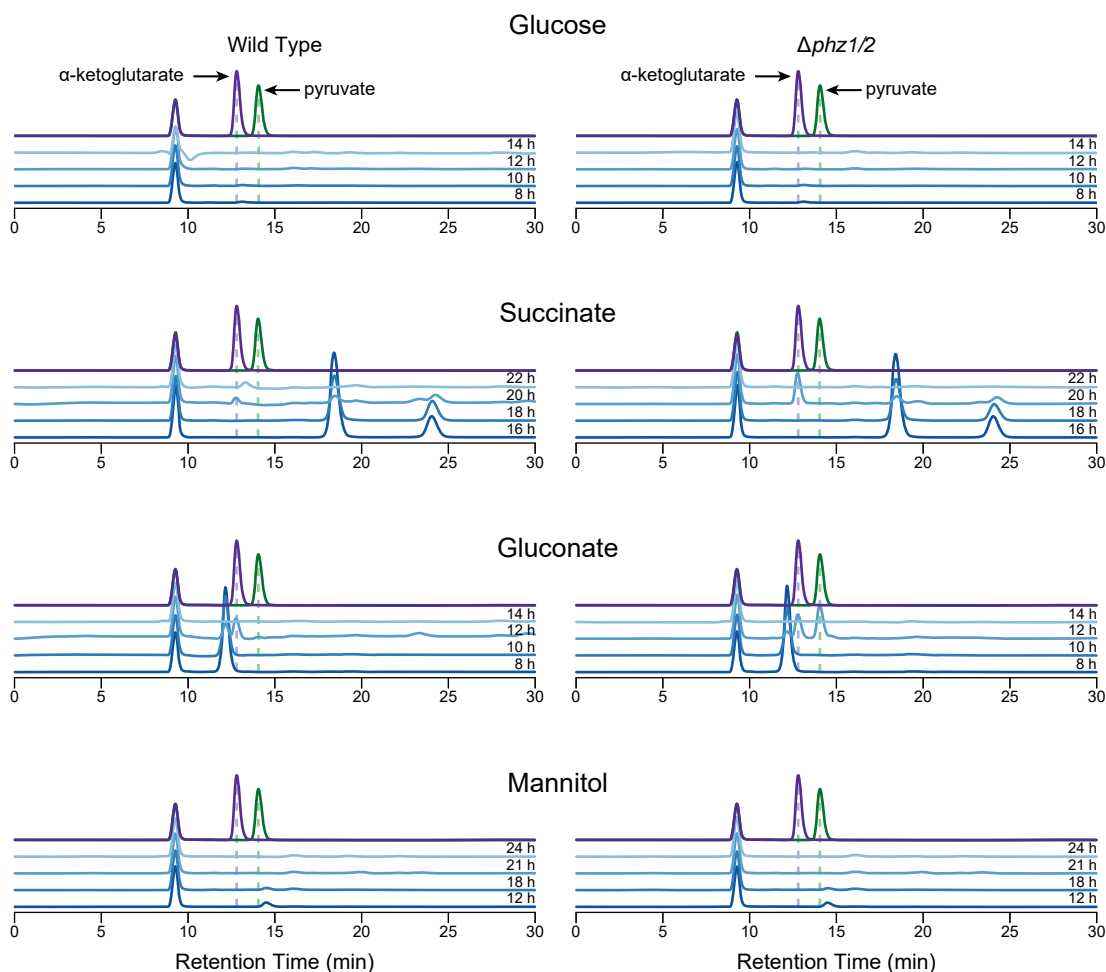 Glucose
Wild Type Δphz1/2
α-ketoglutarate pyruvate α-ketoglutarate pyruvate
14 h 14 h
12 h 12 h
10 h 10 h
8 h 8 h
0 5 10 15 20 25 30 0 5 10 15 20 25 30
Succinate
22 h 22 h
20 h 20 h
18 h 18 h
16 h 16 h
0 5 10 15 20 25 30 0 5 10 15 20 25 30
Gluconate
14 h 14 h
12 h 12 h
10 h 10 h
8 h 8 h
0 5 10 15 20 25 30 0 5 10 15 20 25 30
Mannitol
24 h 24 h
21 h 21 h
18 h 18 h
12 h 12 h
0 5 10 15 20 25 30 0 5 10 15 20 25 30
Retention Time (min) Retention Time (min)